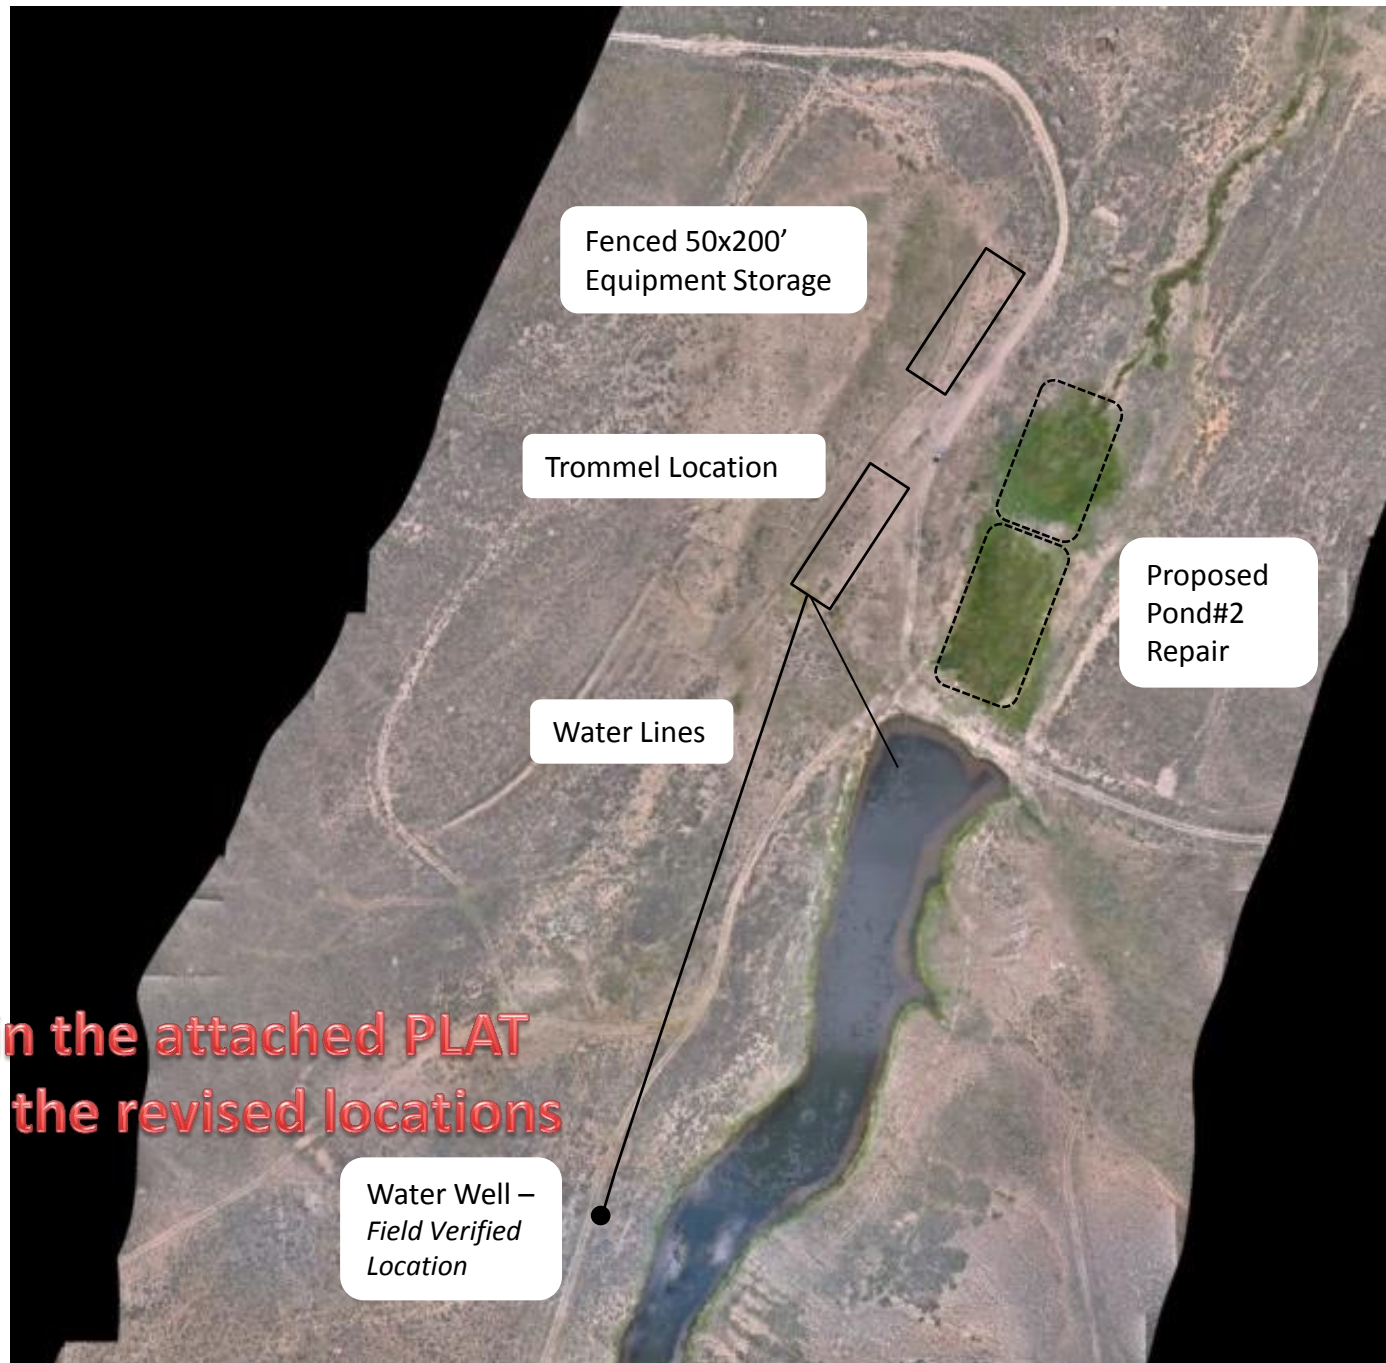 Fenced 50x200’
Equipment Storage
Trommel Location
Proposed
Pond#2
Repair
Water Lines
n the attached PLAT
the revised locations
Water Well –
Field Verified
Location